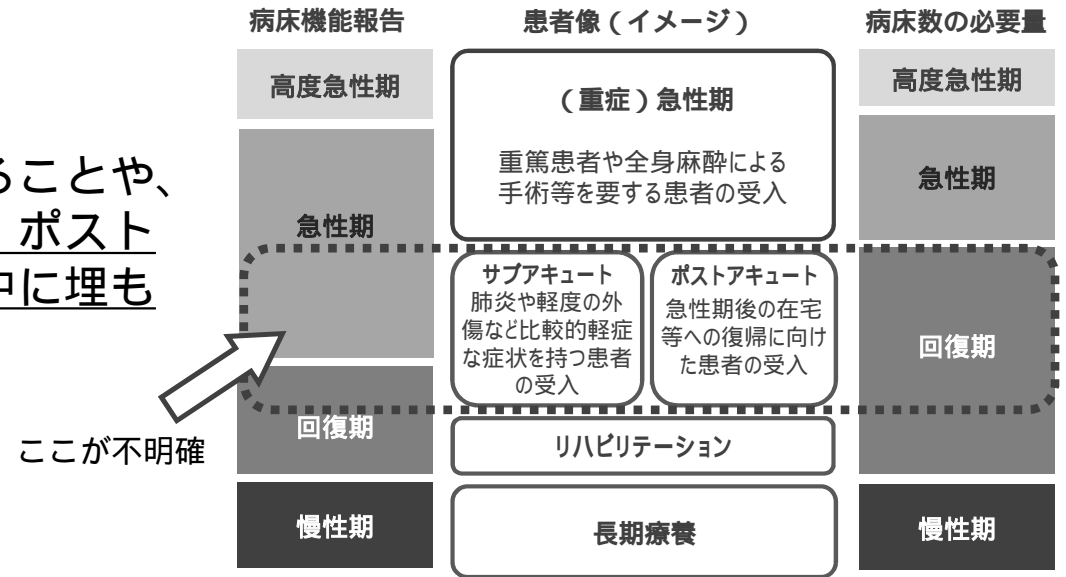 病床機能報告
患者像（イメージ）
病床数の必要量
高度急性期
急性期
回復期
慢性期
（重症）急性期
重篤患者や全身麻酔による
手術等を要する患者の受入
サブアキュート
肺炎や軽度の外
傷など比較的軽症
な症状を持つ患者
の受入
ポストアキュート
急性期後の在宅
等への復帰に向け
た患者の受入
リハビリテーション
長期療養
高度急性期
急性期
回復期
慢性期
ることや、
ポスト
中に埋も
ここが不明確